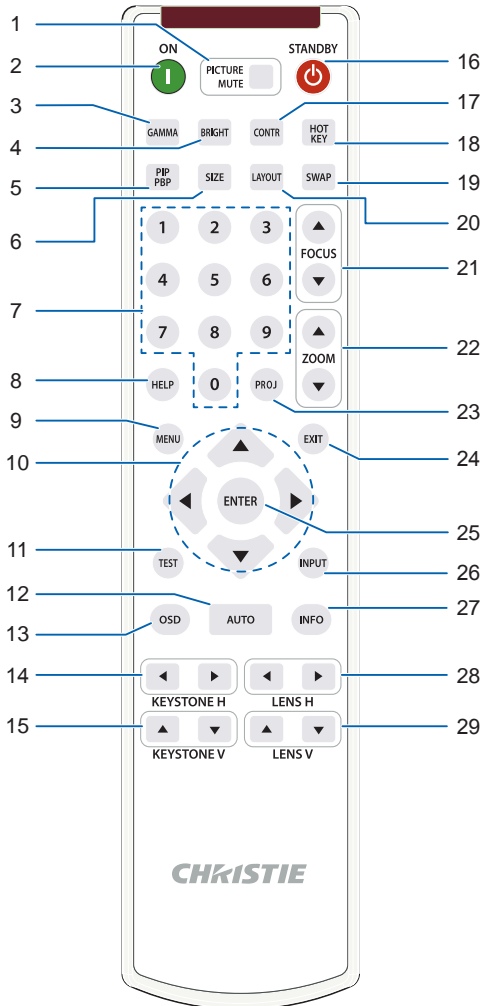 1
ON
STANDBY
2
PICTURE
MUTE
16
3
GAMMA
BRIGHT
CONTR
HOT
KEY
17
4
18
5
PIP
PBP
SIZE
LAYOUT
SWAP
19
6
20
1
2
3
FOCUS
21
4
5
6
7
7
8
9
ZOOM
22
8
HELP
0
PROJ
23
9
MENU
EXIT
24
10
ENTER
25
11
TEST
INPUT
26
12
27
13
OSD
AUTO
INFO
14
28
KEYSTONE H
LENS H
15
29
KEYSTONE V
LENS V
CHRISTIE